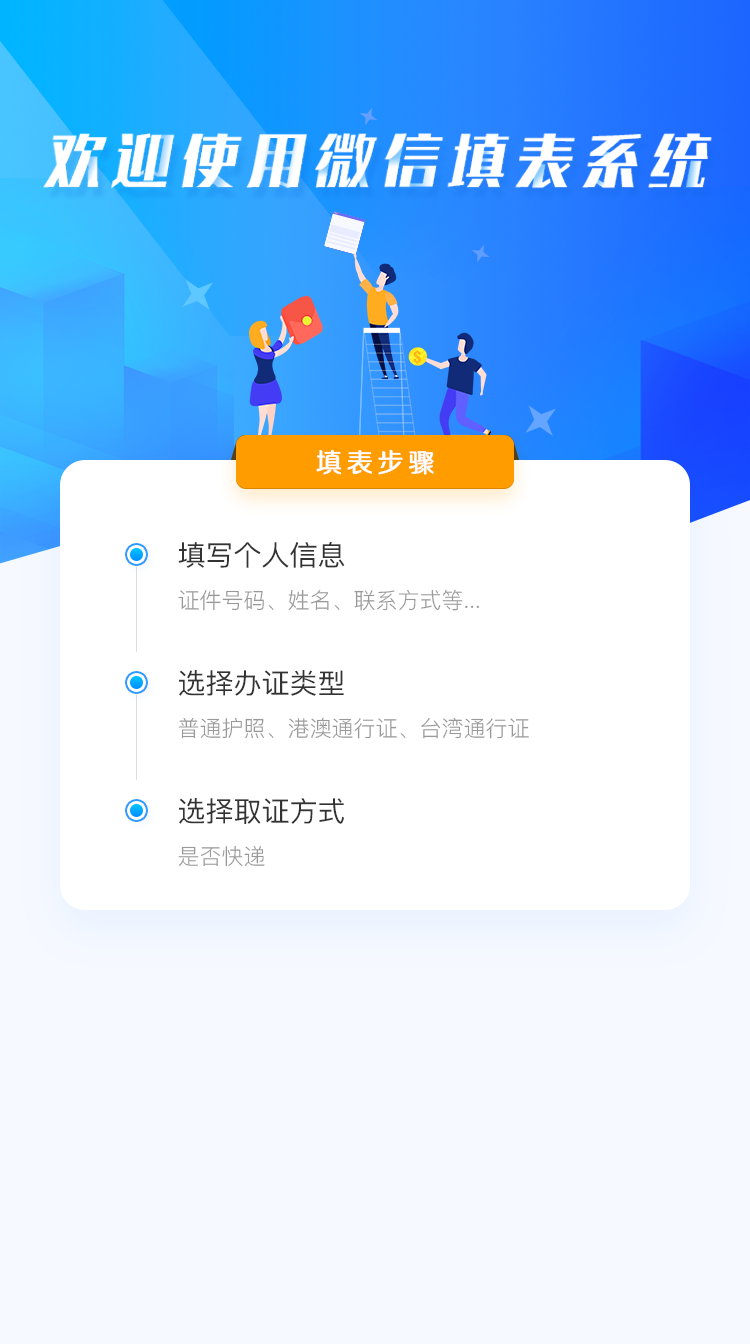 欢迎使用微信填表系统
填表步骤
填写个人信息
证件号码、姓名、联系方式等...
选择办证类型
普通护照、港澳通行证、台湾通行证
选择取证方式
是否快递